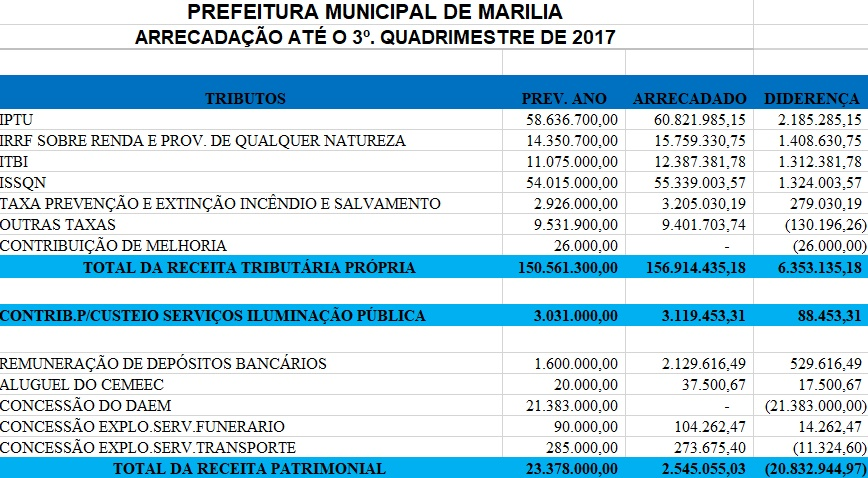 PREFEITURA MUNICIPAL DE MARILIA
ARRECADAÇÃO ATÉ O 3º. QUADRIMESTRE DE 2017
TRIBUTOS PREV. ANO ARRECADADO DIDERENÇA
IPTU 58.636.700,00 60.821.985,15 2.185.285,15
IRRF SOBRE RENDA E PROV. DE QUALQUER NATUREZA 14.350.700,00 15.759.330,75 1.408.630,75
ITBI 11.075.000,00 12.387.381,78 1.312.381,78
ISSQN 54.015.000,00 55.339.003,57 1.324.003,57
TAXA PREVENÇÃO E EXTINÇÃO INCÊNDIO E SALVAMENTO 2.926.000,00 3.205.030,19 279.030,19
OUTRAS TAXAS 9.531.900,00 9.401.703,74 (130.196,26)
CONTRIBUIÇÃO DE MELHORIA 26.000,00 - (26.000,00)
TOTAL DA RECEITA TRIBUTÁRIA PRÓPRIA 150.561.300,00 156.914.435,18 6.353.135,18
CONTRIB.P/CUSTEIO SERVIÇOS ILUMINAÇÃO PÚBLICA 3.031.000,00 3.119.453,31 88.453,31
REMUNERAÇÃO DE DEPÓSITOS BANCÁRIOS 1.600.000,00 2.129.616,49 529.616,49
ALUGUEL DO CEMEEC 20.000,00 37.500,67 17.500,67
CONCESSÃO DO DAEM 21.383.000,00 - (21.383.000,00)
CONCESSÃO EXPLO.SERV.FUNERARIO 90.000,00 104.262,47 14.262,47
CONCESSÃO EXPLO.SERV.TRANSPORTE 285.000,00 273.675,40 (11.324,60)
TOTAL DA RECEITA PATRIMONIAL 23.378.000,00 2.545.055,03 (20.832.944,97)